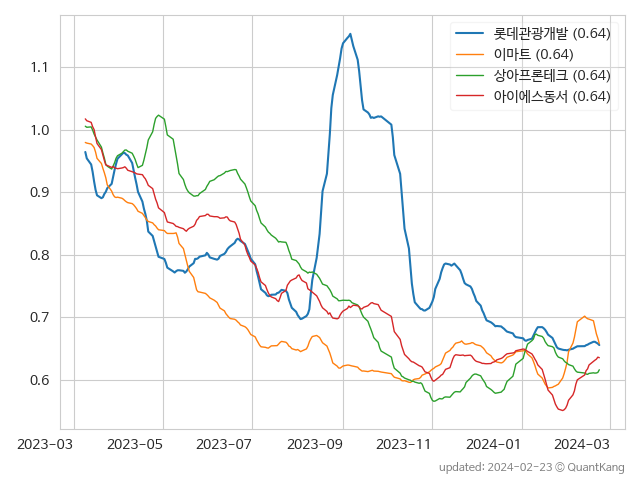 롯데관광개발 (0.64)
이마트 (0.64)
상아프론테크 (0.64)
아이에스동서 (0.64)
1.1
1.0
0.9
0.8
0.7
0.6
2023-03 2023-05 2023-07 2023-09 2023-11 2024-01 2024-03
updated: 2024-02-23 © QuantKang